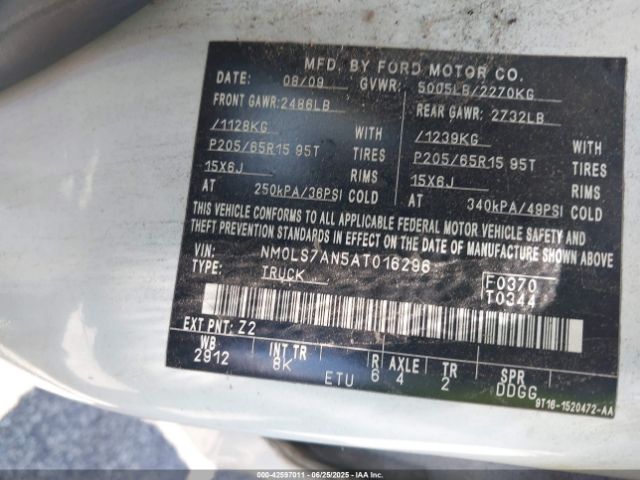 MFD. BY FORD MOTOR CO.
DATE: 08/09 GVWR: 5005LB/2270KG
FRONT GAWR: 2486LB REAR GAWR: 2732LB
/1128KG WITH /1239KG WITH
P205/65R15 95T TIRES P205/65R15 95T TIRES
15X6J RIMS 15X6J RIMS
AT 250kPA/36PSI COLD AT 340kPA/49PSI COLD
THIS VEHICLE CONFORMS TO ALL APPLICABLE FEDERAL MOTOR VEHICLE SAFETY AND
THEFT PREVENTION STANDARDS IN EFFECT ON THE DATE OF MANUFACTURE SHOWN ABOVE.
VIN: NM0LS7AN5AT016296
TYPE: TRUCK
F0370
T0344
EXT PNT: Z2
WB INT TR R AXLE TR SPR
2912 8K 6 4 2 DDGG
ETU
9T16-1520472-AA
000-42597011 - 06/25/2025 - IAA Inc.